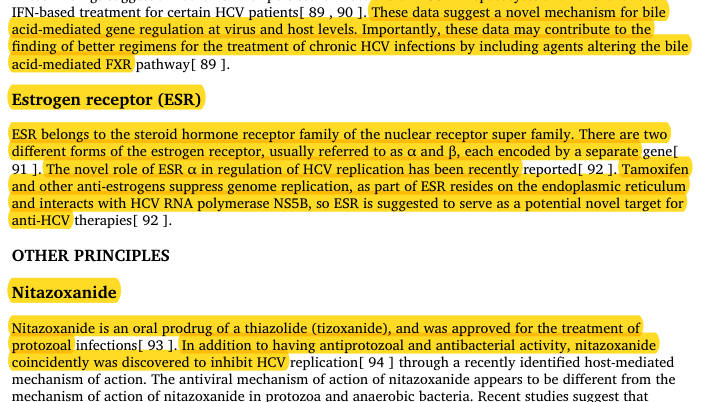 IFN-based treatment for certain HCV patients[ 89 , 90 ]. These data suggest a novel mechanism for bile
acid-mediated gene regulation at virus and host levels. Importantly, these data may contribute to the
finding of better regimens for the treatment of chronic HCV infections by including agents altering the bile
acid-mediated FXR pathway[ 89 ].
Estrogen receptor (ESR)
ESR belongs to the steroid hormone receptor family of the nuclear receptor super family. There are two
different forms of the estrogen receptor, usually referred to as α and β, each encoded by a separate gene[
91 ]. The novel role of ESR α in regulation of HCV replication has been recently reported[ 92 ]. Tamoxifen
and other anti-estrogens suppress genome replication, as part of ESR resides on the endoplasmic reticulum
and interacts with HCV RNA polymerase NS5B, so ESR is suggested to serve as a potential novel target for
anti-HCV therapies[ 92 ].
OTHER PRINCIPLES
Nitazoxanide
Nitazoxanide is an oral prodrug of a thiazolide (tizoxanide), and was approved for the treatment of
protozoal infections[ 93 ]. In addition to having antiprotozoal and antibacterial activity, nitazoxanide
coincidently was discovered to inhibit HCV replication[ 94 ] through a recently identified host-mediated
mechanism of action. The antiviral mechanism of action of nitazoxanide appears to be different from the
mechanism of action of nitazoxanide in protozoa and anaerobic bacteria. Recent studies suggest that